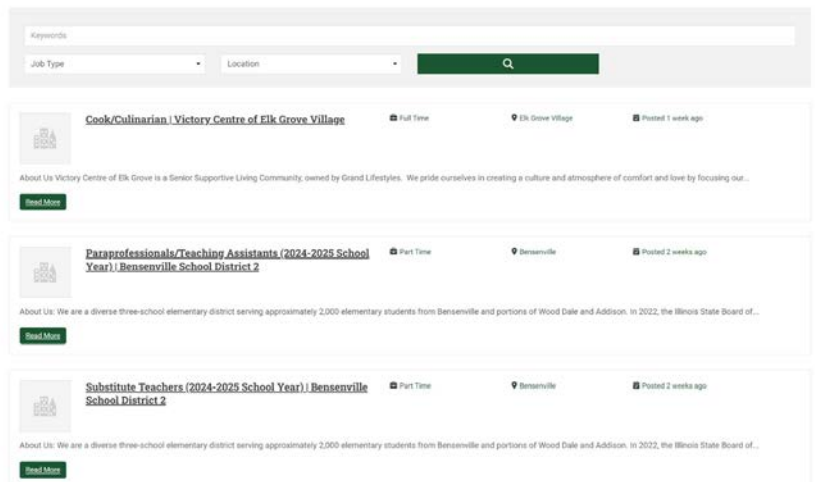 Keywords
Job Type
Location
Cook/Culinarian | Victory Centre of Elk Grove Village
Full Time
Elk Grove Village
Posted 1 week ago
About Us Victory Centre of Elk Grove is a Senior Supportive Living Community, owned by Grand Lifestyles. We pride ourselves in creating a culture and atmosphere of comfort and love by focusing our...
Read More
Paraprofessionals/Teaching Assistants (2024-2025 School
Year) | Bensenville School District 2
Part Time
Bensenville
Posted 2 weeks ago
About Us: We are a diverse three-school elementary district serving approximately 2,000 elementary students from Bensenville and portions of Wood Dale and Addison. In 2022, the Illinois State Board of...
Read More
Substitute Teachers (2024-2025 School Year) | Bensenville
School District 2
Part Time
Bensenville
Posted 2 weeks ago
About Us: We are a diverse three-school elementary district serving approximately 2,000 elementary students from Bensenville and portions of Wood Dale and Addison. In 2022, the Illinois State Board of...
Read More